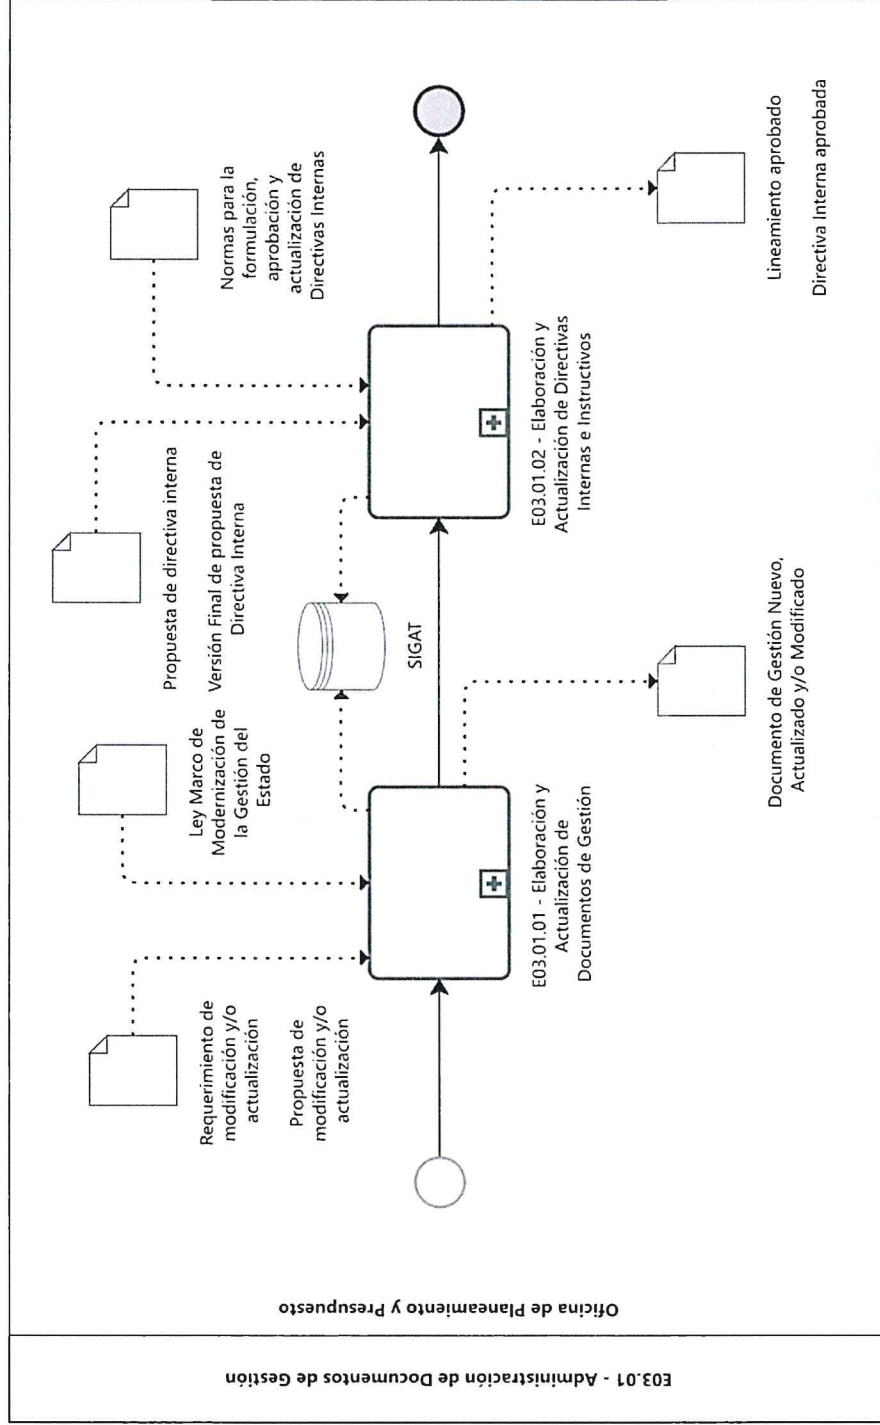 E03.01 - Administración de Documentos de Gestión
Oficina de Planeamiento y Presupuesto
Requerimiento de
modificación y/o
actualización
Propuesta de
modificación y/o
actualización
Ley Marco de
Modernización de
la Gestión del
Estado
Propuesta de directiva interna
Versión Final de propuesta de
Directiva Interna
Normas para la
formulación,
aprobación y
actualización de
Directivas Internas
SIGAT
E03.01.01 - Elaboración y
Actualización de
Documentos de Gestión
E03.01.02 - Elaboración y
Actualización de Directivas
Internas e Instructivos
Documento de Gestión Nuevo,
Actualizado y/o Modificado
Lineamiento aprobado
Directiva Interna aprobada